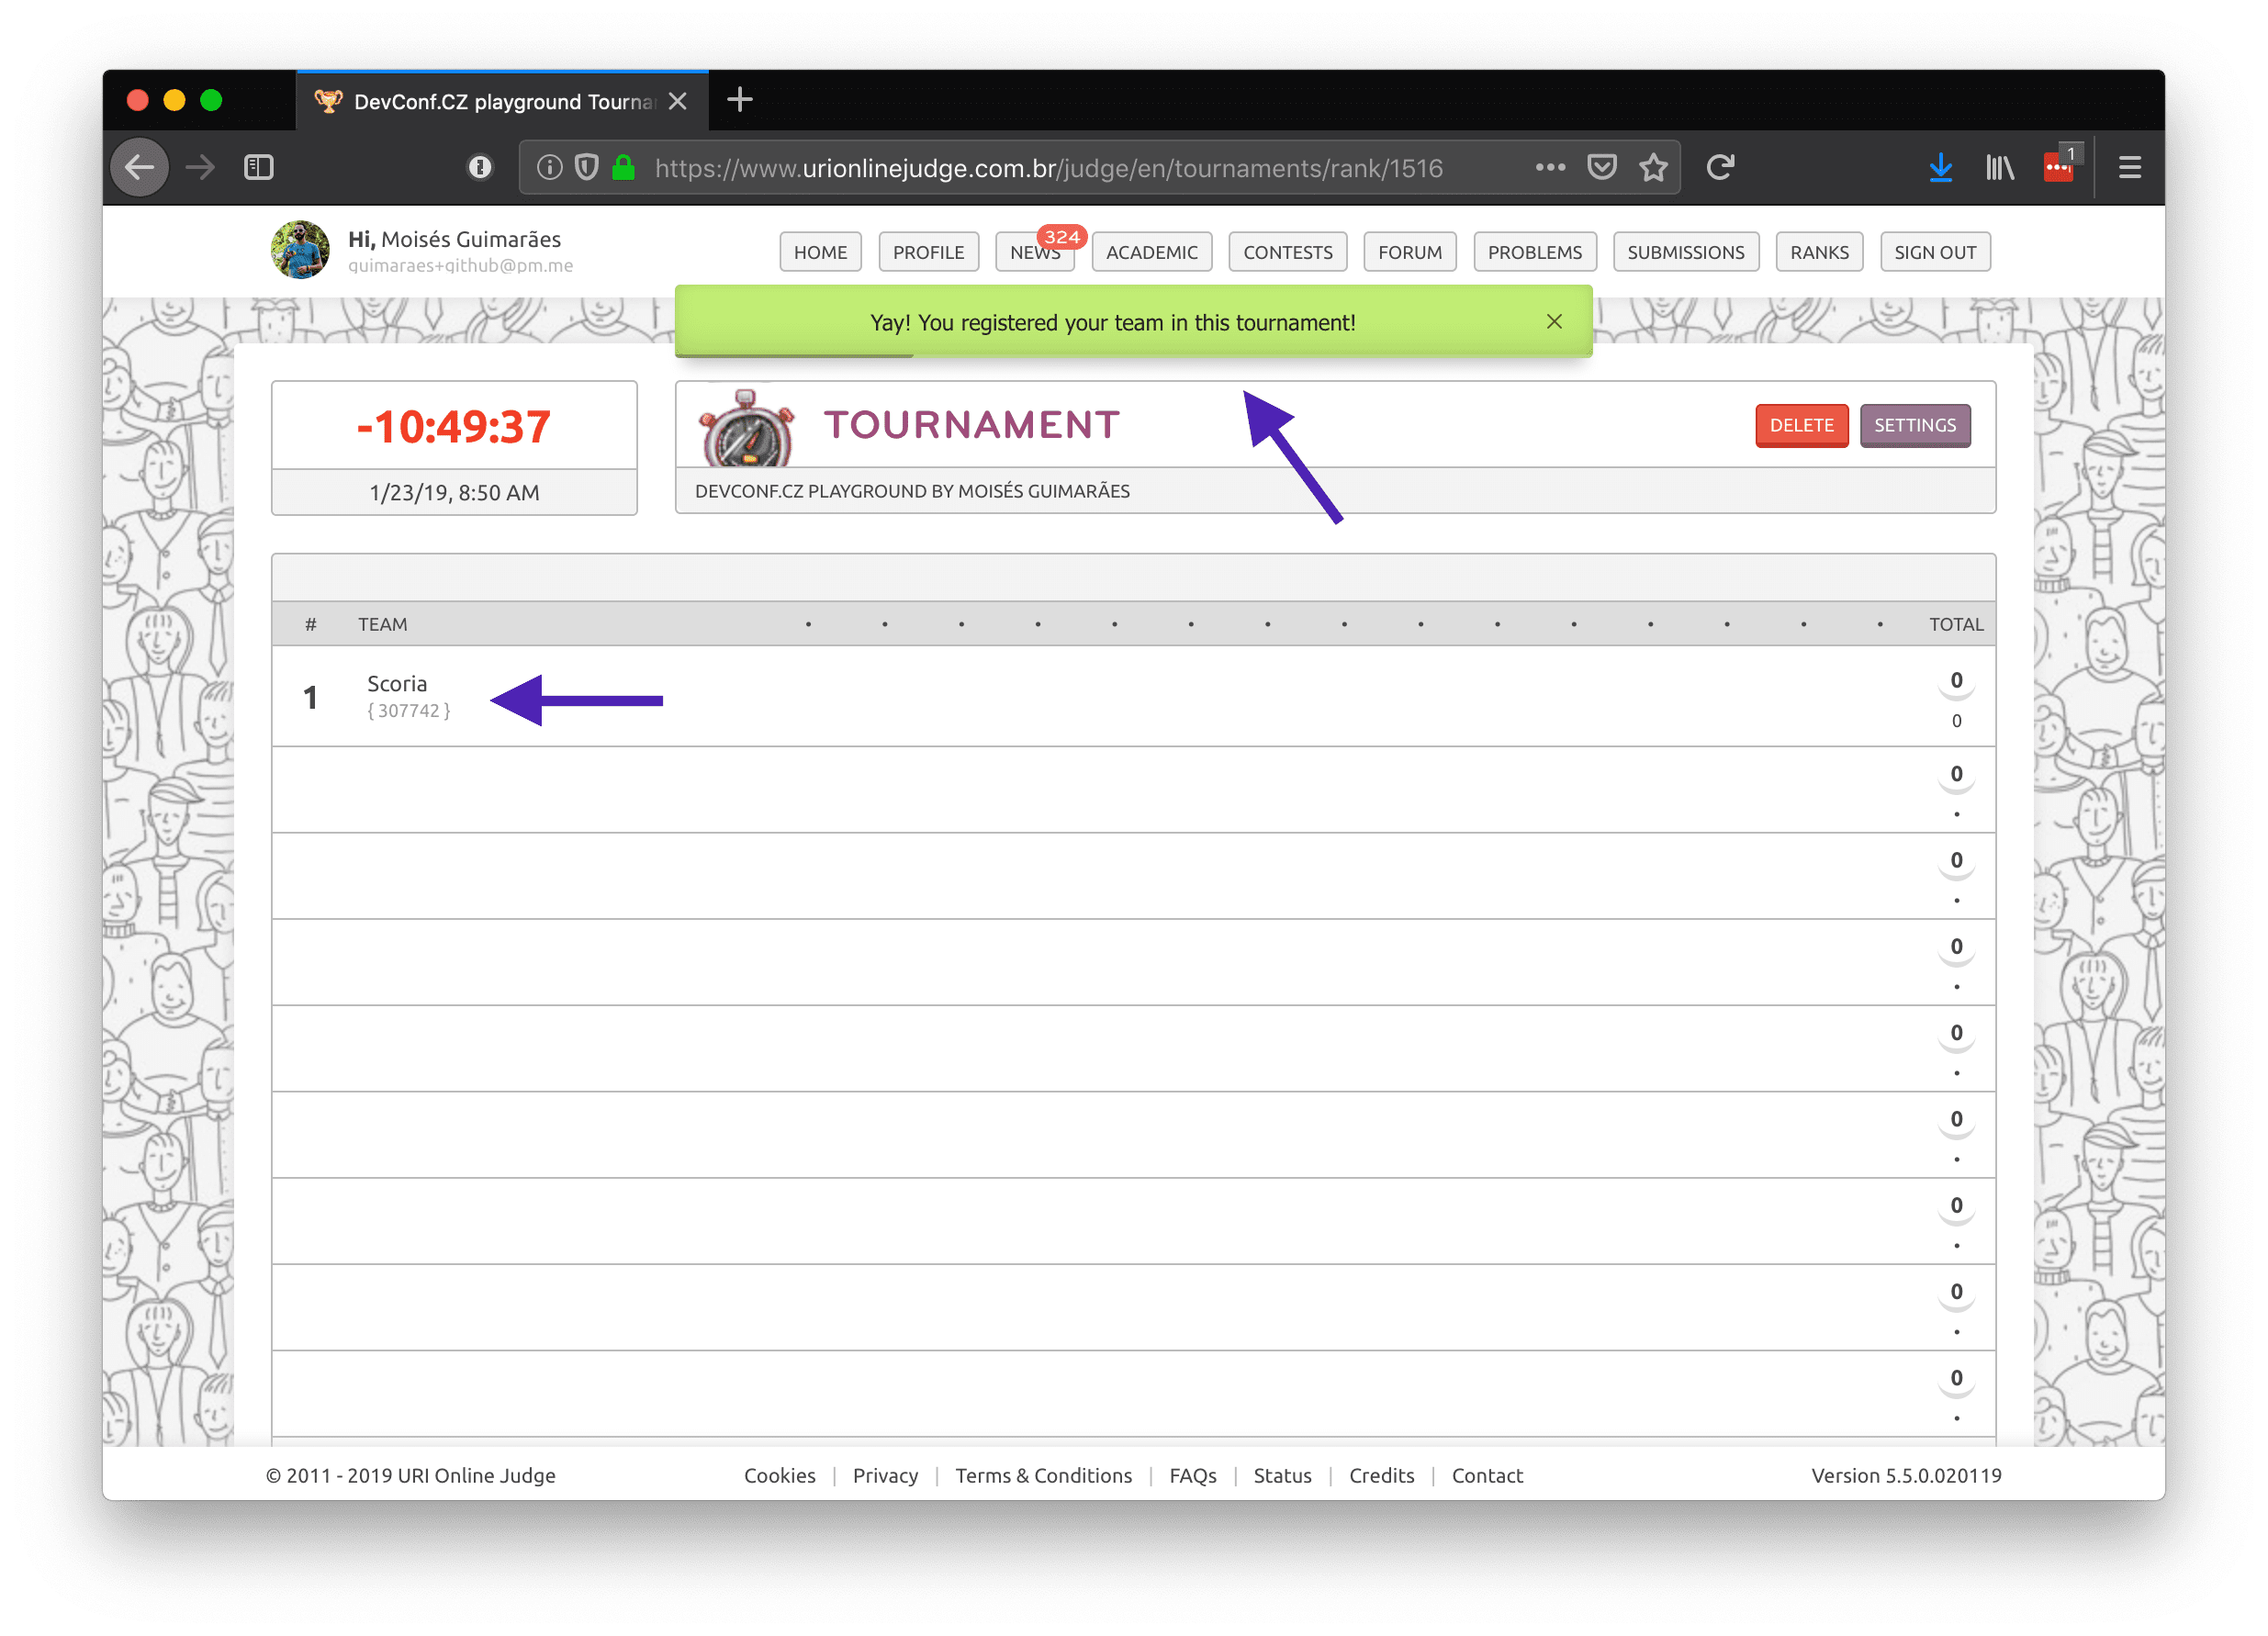 DevConf.CZ playground Tourna
https://www.urionlinejudge.com.br/judge/en/tournaments/rank/1516
1
Hi, Moisés Guimarães
guimaraes+github@pm.me
HOME PROFILE NEWS 324 ACADEMIC CONTESTS FORUM PROBLEMS SUBMISSIONS RANKS SIGN OUT
Yay! You registered your team in this tournament!
-10:49:37
1/23/19, 8:50 AM
TOURNAMENT
DELETE SETTINGS
DEVCONF.CZ PLAYGROUND BY MOISÉS GUIMARÃES
# TEAM • • • • • • • • • • • • • • • TOTAL
1 Scoria 0
{ 307742 } 0
0
•
0
•
0
•
0
•
0
•
0
•
0
•
0
•
© 2011 - 2019 URI Online Judge Cookies | Privacy | Terms & Conditions | FAQs | Status | Credits | Contact Version 5.5.0.020119